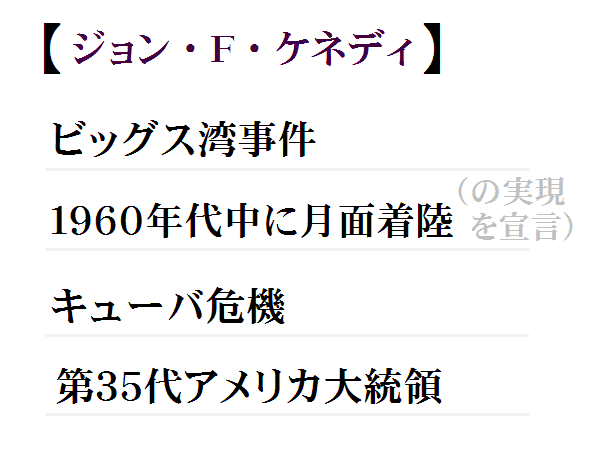 【ジョン・F・ケネディ】
ビッグス湾事件
1960年代中に月面着陸
(の実現
を宣言)
キューバ危機
第35代アメリカ大統領